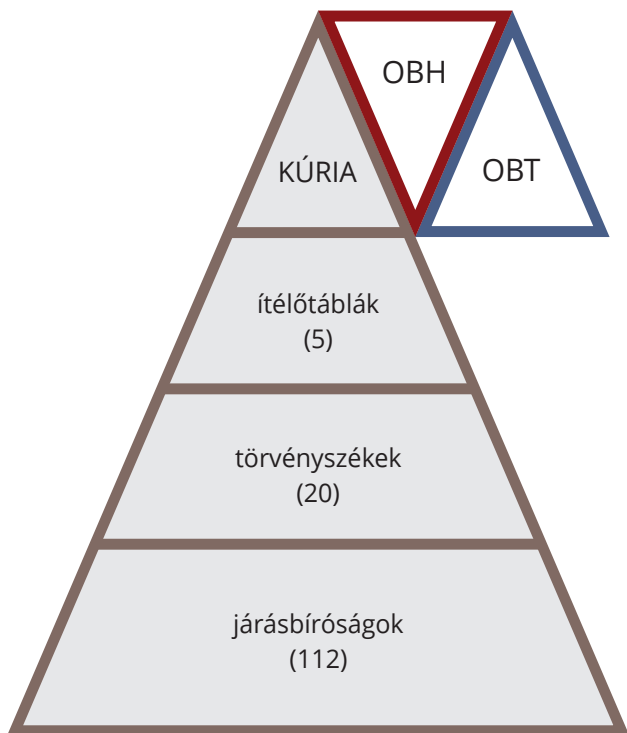 OBH
KÚRIA
OBT
ítélőtáblák
(5)
törvényszékek
(20)
járásbíróságok
(112)